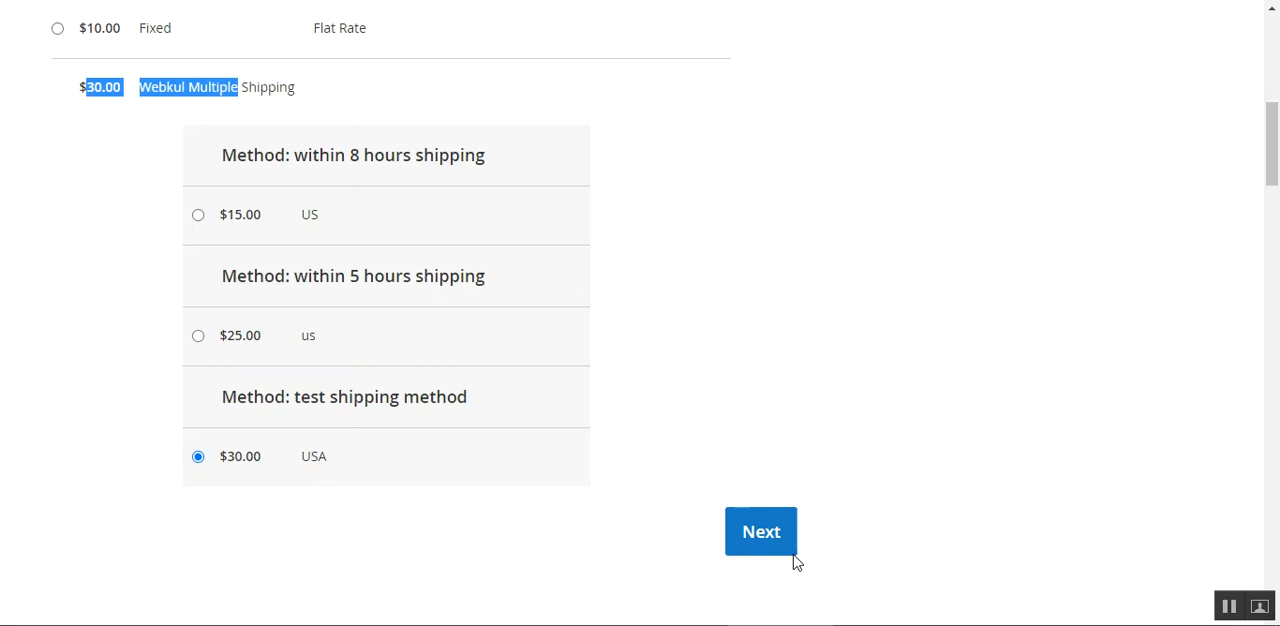 $10.00 Fixed Flat Rate
$30.00 Webkul Multiple Shipping
Method: within 8 hours shipping
$15.00 US
Method: within 5 hours shipping
$25.00 us
Method: test shipping method
$30.00 USA
Next